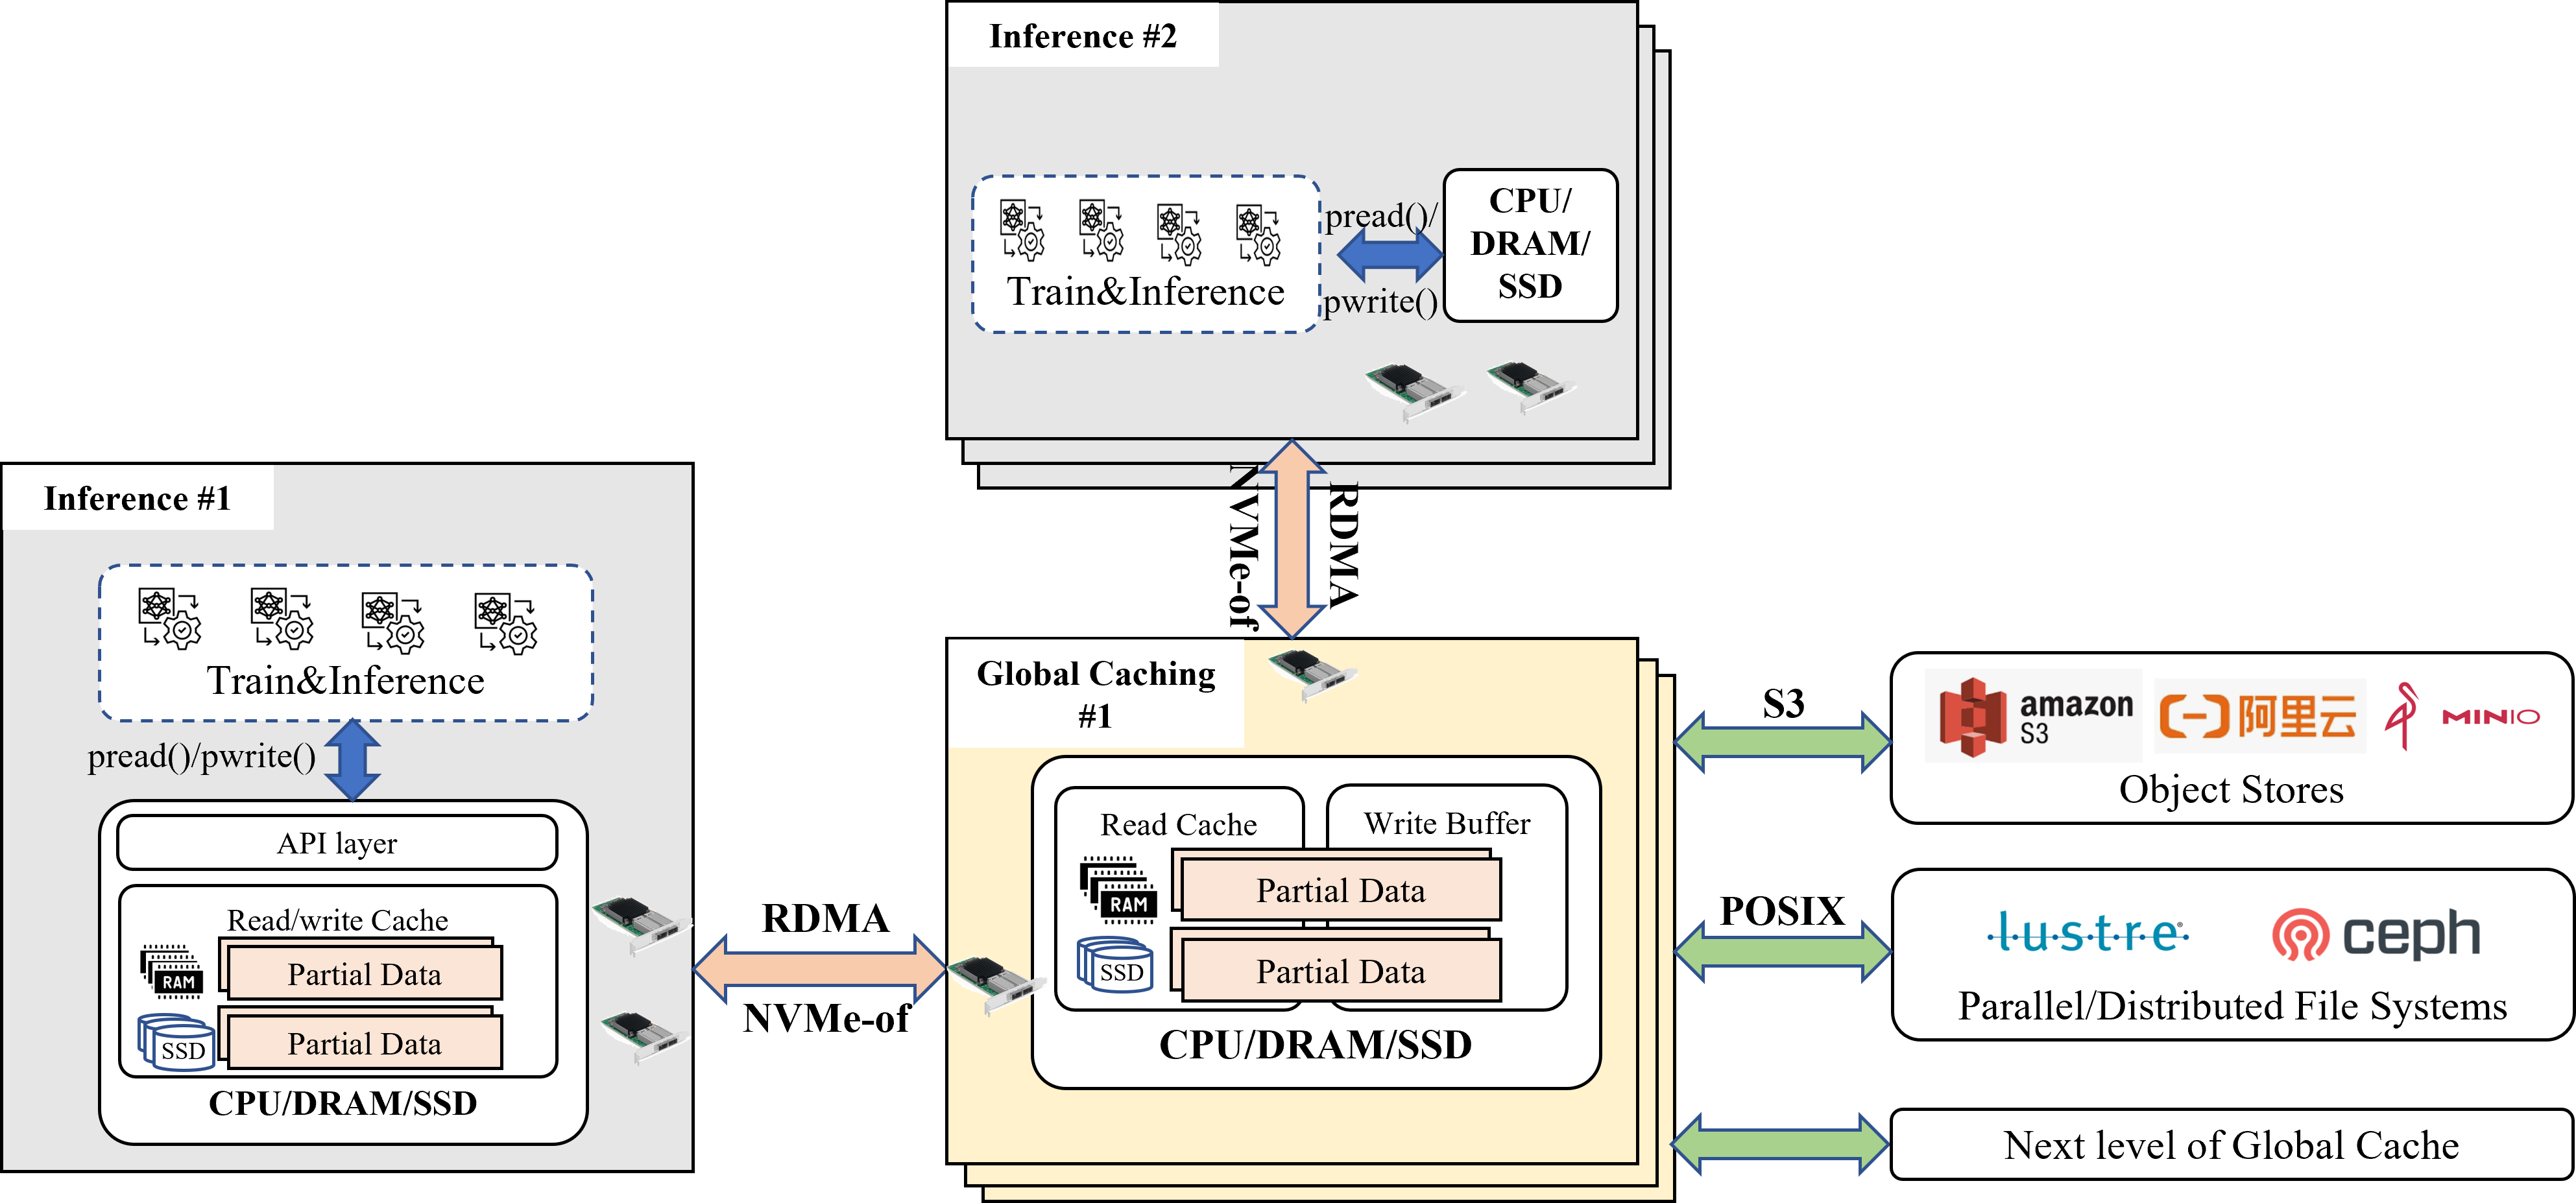 Inference #2
Train&Inference
pread()/
pwrite()
CPU/
DRAM/
SSD
NVMe-of
RDMA
Inference #1
Train&Inference
pread()/pwrite()
API layer
Read/write Cache
RAM
Partial Data
SSD
Partial Data
CPU/DRAM/SSD
RDMA
NVMe-of
Global Caching
#1
Read Cache
Write Buffer
RAM
Partial Data
SSD
Partial Data
CPU/DRAM/SSD
S3
amazon
S3
阿里云
MINIO
Object Stores
POSIX
l·u·s·t·r·e®
ceph
Parallel/Distributed File Systems
Next level of Global Cache